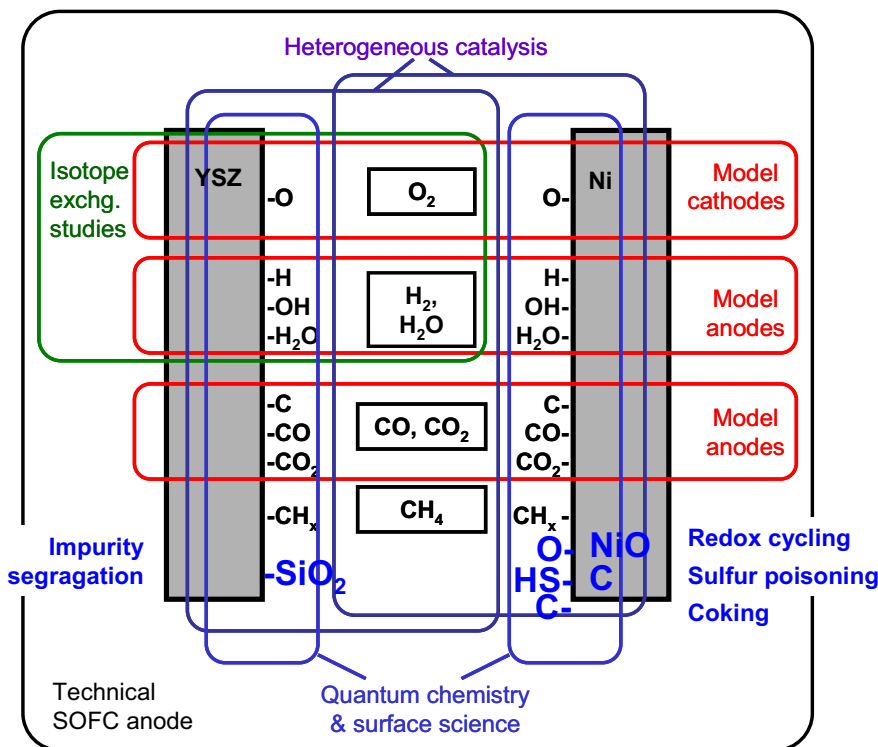 Heterogeneous catalysis
Isotope
exchg.
studies
YSZ
-O
O₂
O-
Ni
Model
cathodes
-H
-OH
-H₂O
H₂,
H₂O
H-
OH-
H₂O-
Model
anodes
-C
-CO
-CO₂
CO, CO₂
C-
CO-
CO₂-
Model
anodes
-CHₓ
CH₄
CHₓ-
Impurity
segragation
-SiO₂
O-
HS-
C-
NiO
C
Redox cycling
Sulfur poisoning
Coking
Technical
SOFC anode
Quantum chemistry
& surface science